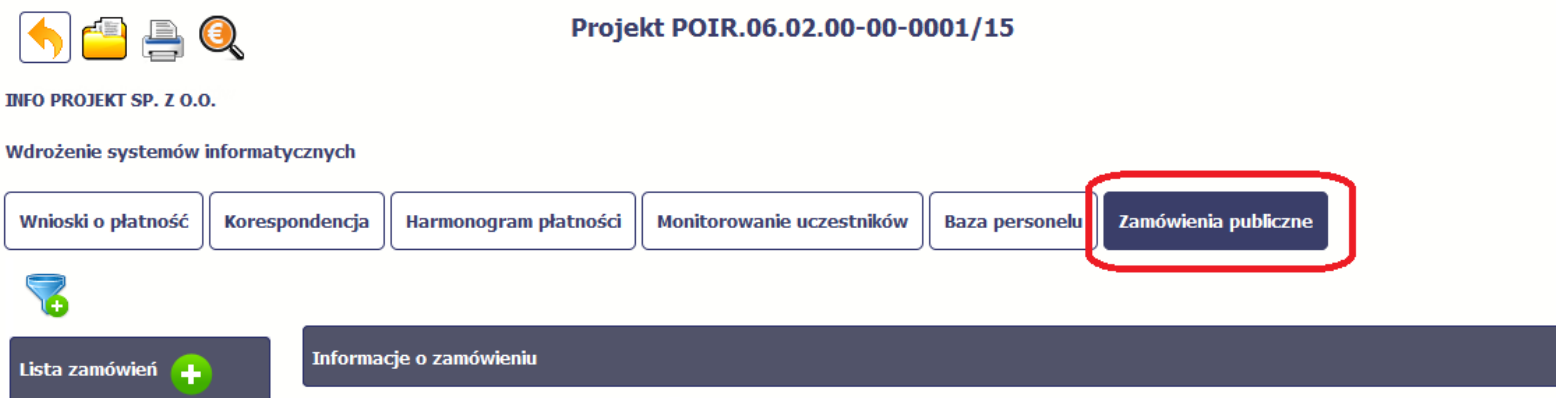 Projekt POIR.06.02.00-00-0001/15
INFO PROJEKT SP. Z O.O.
Wdrożenie systemów informatycznych
Wnioski o płatność Korespondencja Harmonogram płatności Monitorowanie uczestników Baza personelu Zamówienia publiczne
Lista zamówień Informacje o zamówieniu